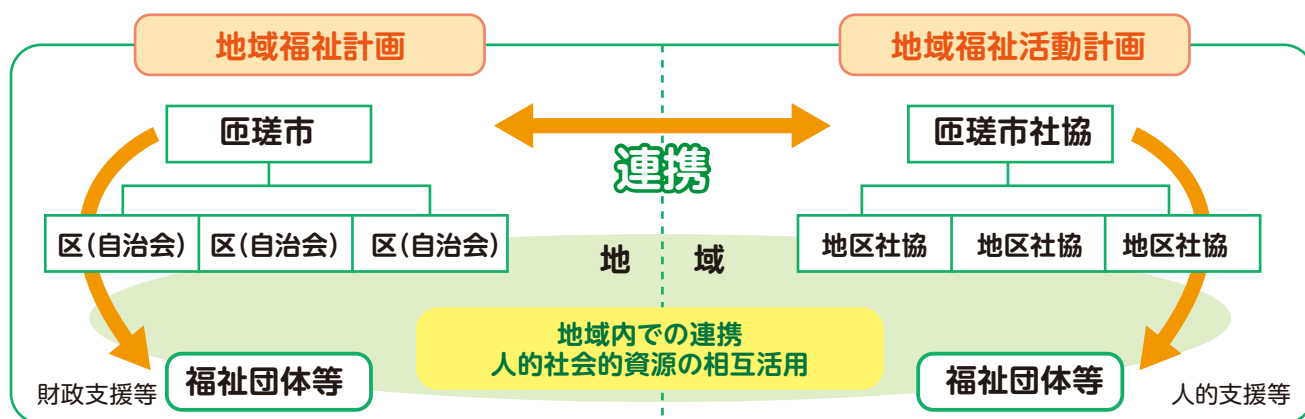 地域福祉計画
地域福祉活動計画
匝瑳市
匝瑳市社協
連携
区(自治会)
区(自治会)
区(自治会)
地区社協
地区社協
地区社協
地 域
地域内での連携
人的社会的資源の相互活用
財政支援等
福祉団体等
福祉団体等
人的支援等